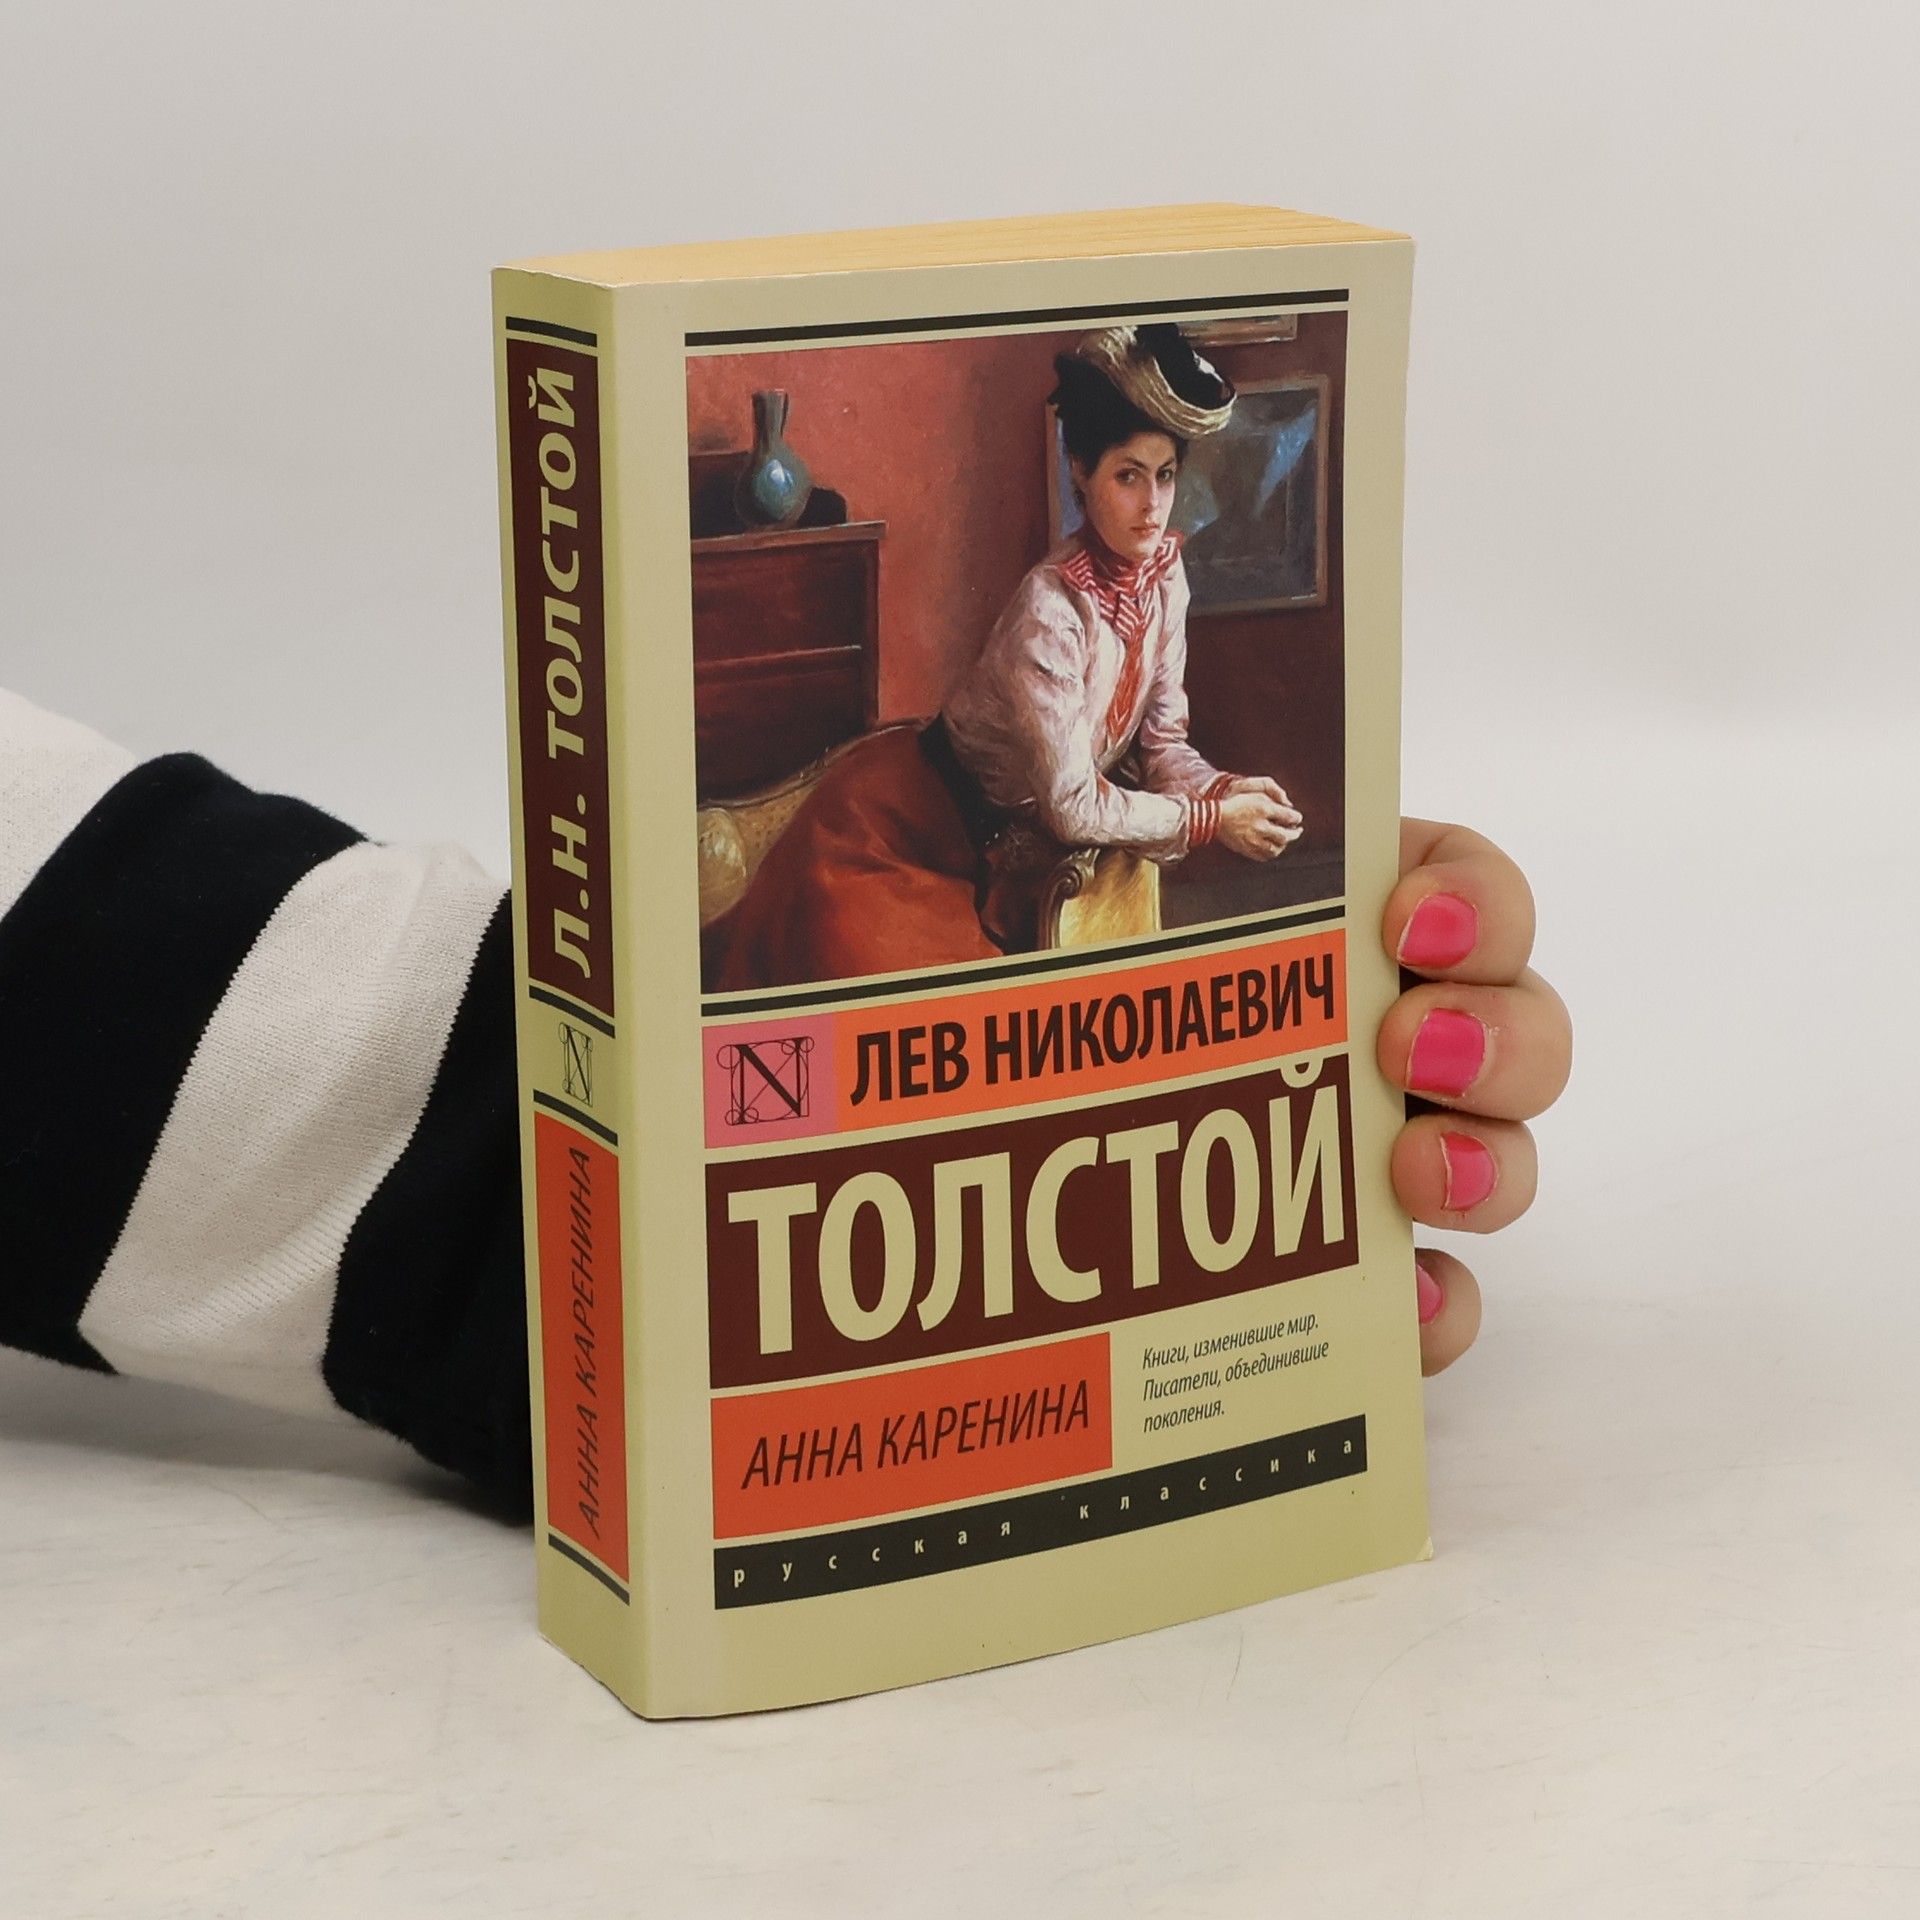 Л.Н. ТОЛСТОЙ
N
АННА КАРЕНИНА
N
ЛЕВ НИКОЛАЕВИЧ
ТОЛСТОЙ
АННА КАРЕНИНА
Книги, изменившие мир.
Писатели, объединившие
поколения.
русская классика